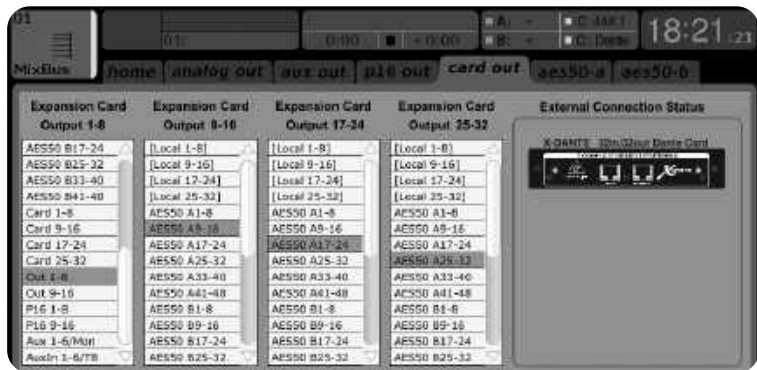 01
01:
0:00 -0:00
A: -
B: -
C: Dante
18:21 :21
MixBus
home analog out aux out p16 out card out aes50-a aes50-b
Expansion Card Output 1-8
AES50 B17-24
AES50 B25-32
AES50 B33-40
AES50 B41-48
Card 1-8
Card 9-16
Card 17-24
Card 25-32
Out 1-8
Out 9-16
P16 1-8
P16 9-16
Aux 1-6/Mon
AuxIn 1-6/TB
Expansion Card Output 9-16
[Local 1-8]
[Local 9-16]
[Local 17-24]
[Local 25-32]
AES50 A1-8
AES50 A9-16
AES50 A17-24
AES50 A25-32
AES50 A33-40
AES50 A41-48
AES50 B1-8
AES50 B9-16
AES50 B17-24
AES50 B25-32
Expansion Card Output 17-24
[Local 1-8]
[Local 9-16]
[Local 17-24]
[Local 25-32]
AES50 A1-8
AES50 A9-16
AES50 A17-24
AES50 A25-32
AES50 A33-40
AES50 A41-48
AES50 B1-8
AES50 B9-16
AES50 B17-24
AES50 B25-32
Expansion Card Output 25-32
[Local 1-8]
[Local 9-16]
[Local 17-24]
[Local 25-32]
AES50 A1-8
AES50 A9-16
AES50 A17-24
AES50 A25-32
AES50 A33-40
AES50 A41-48
AES50 B1-8
AES50 B9-16
AES50 B17-24
AES50 B25-32
External Connection Status
X-DANTE 32in/32out Dante Card